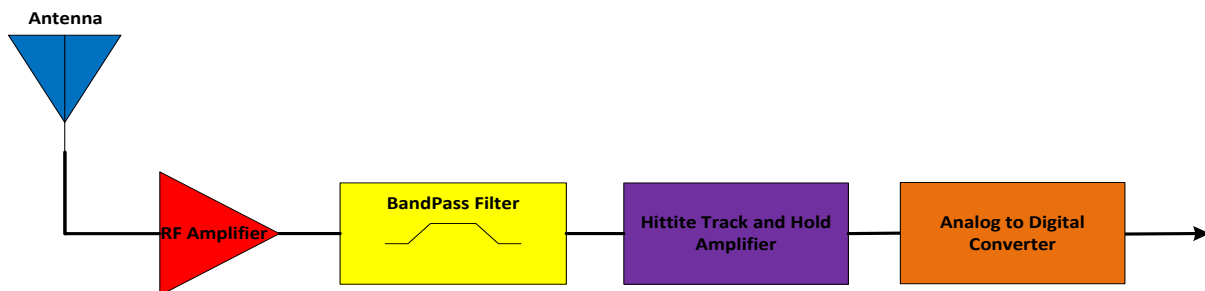 Antenna
RF Amplifier
BandPass Filter
Hittite Track and Hold
Amplifier
Analog to Digital
Converter